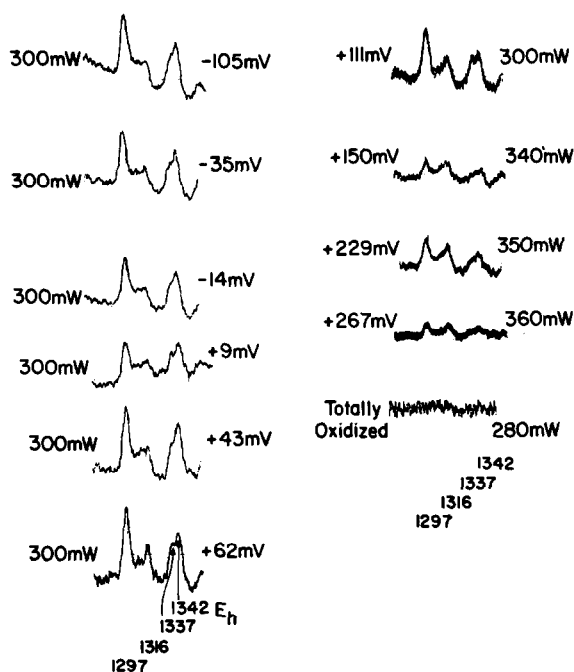 300mW -105mV
300mW -35mV
300mW -14mV
300mW +9mV
300mW +43mV
300mW +62mV
1342 Eh
1337
1316
1297
+111mV 300mW
+150mV 340mW
+229mV 350mW
+267mV 360mW
Totally
Oxidized 280mW
1342
1337
1316
1297